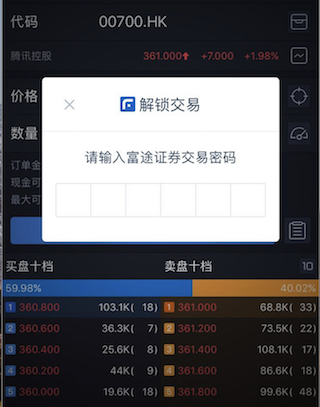 代码 00700.HK
腾讯控股 361.000↑ +7.000 +1.98%
价格
数量
解锁交易
请输入富途证券交易密码
订单金
现金可
最大可
买盘十档 卖盘十档 10
59.98% 40.02%
1 360.800 103.1K( 18) 1 361.000 68.8K( 33)
2 360.600 36.3K( 7) 2 361.200 73.5K( 22)
3 360.400 25.6K( 8) 3 361.400 108.1K( 17)
4 360.200 44K( 9) 4 361.600 86.6K( 18)
5 360.000 19.6K( 18) 5 361.800 99.6K( 48)